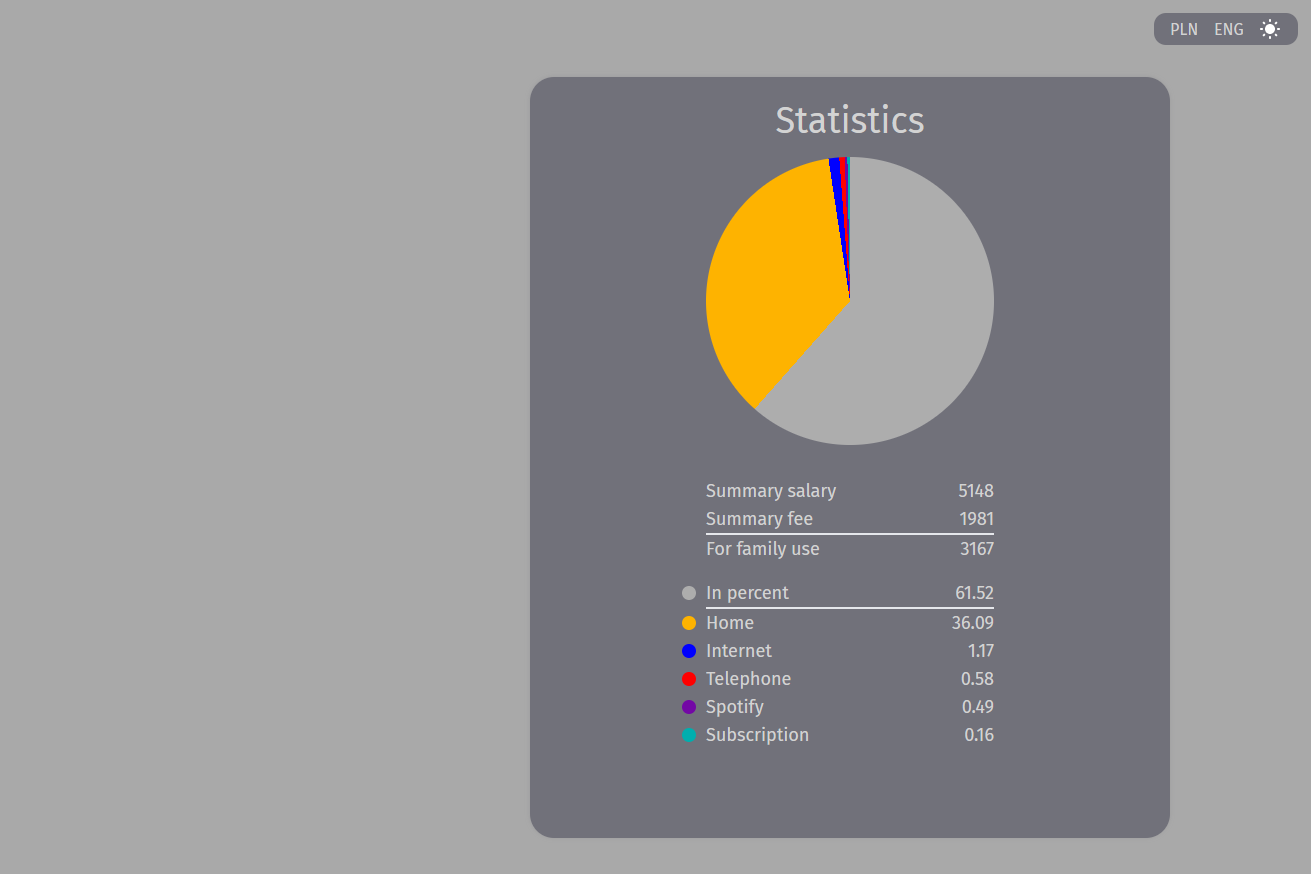 PLN ENG
Statistics
Summary salary 5148
Summary fee 1981
For family use 3167
In percent 61.52
Home 36.09
Internet 1.17
Telephone 0.58
Spotify 0.49
Subscription 0.16